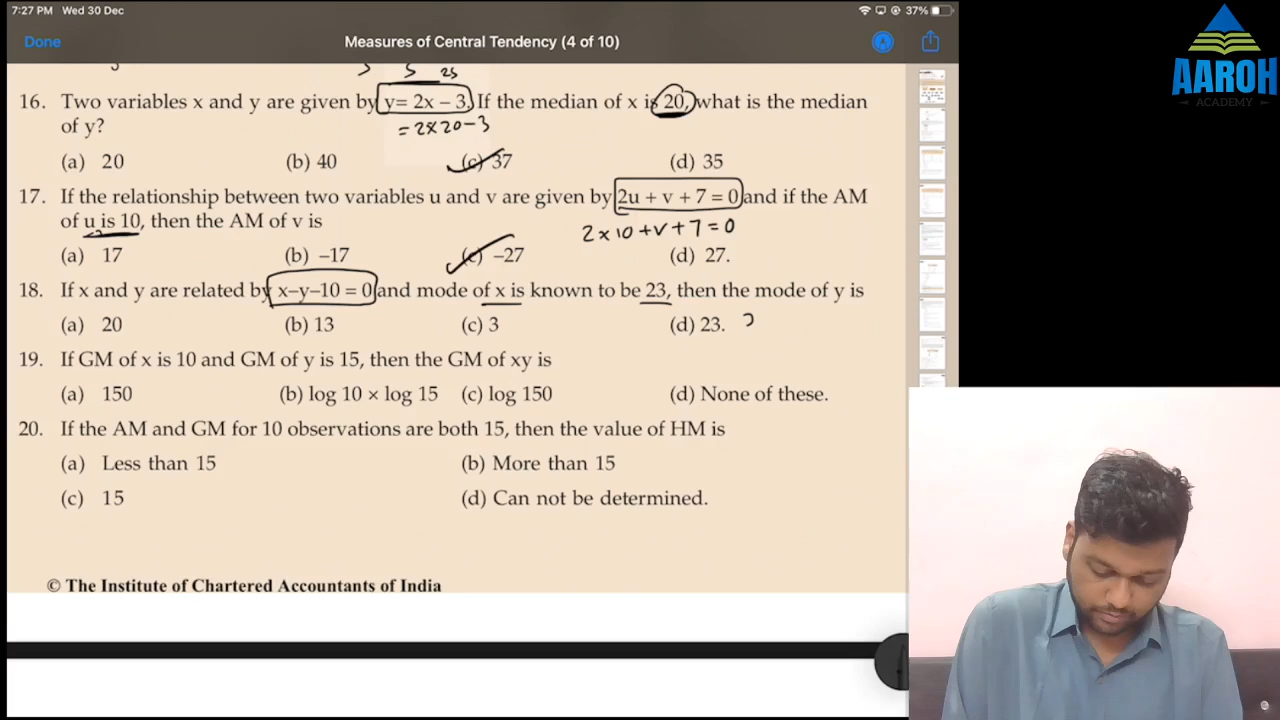 7:27 PM Wed 30 Dec
37%
Done
Measures of Central Tendency (4 of 10)
AAROH
ACADEMY
5 25
16. Two variables x and y are given by y= 2x – 3. If the median of x is 20, what is the median
of y?
= 2x20-3
(a) 20 (b) 40 (c) 37 (d) 35
17. If the relationship between two variables u and v are given by 2u + v + 7 = 0 and if the AM
of u is 10, then the AM of v is
2x10+v+7=0
(a) 17 (b) –17 (c) –27 (d) 27.
18. If x and y are related by x–y–10 = 0 and mode of x is known to be 23, then the mode of y is
(a) 20 (b) 13 (c) 3 (d) 23.
19. If GM of x is 10 and GM of y is 15, then the GM of xy is
(a) 150 (b) log 10 × log 15 (c) log 150 (d) None of these.
20. If the AM and GM for 10 observations are both 15, then the value of HM is
(a) Less than 15 (b) More than 15
(c) 15 (d) Can not be determined.
© The Institute of Chartered Accountants of India